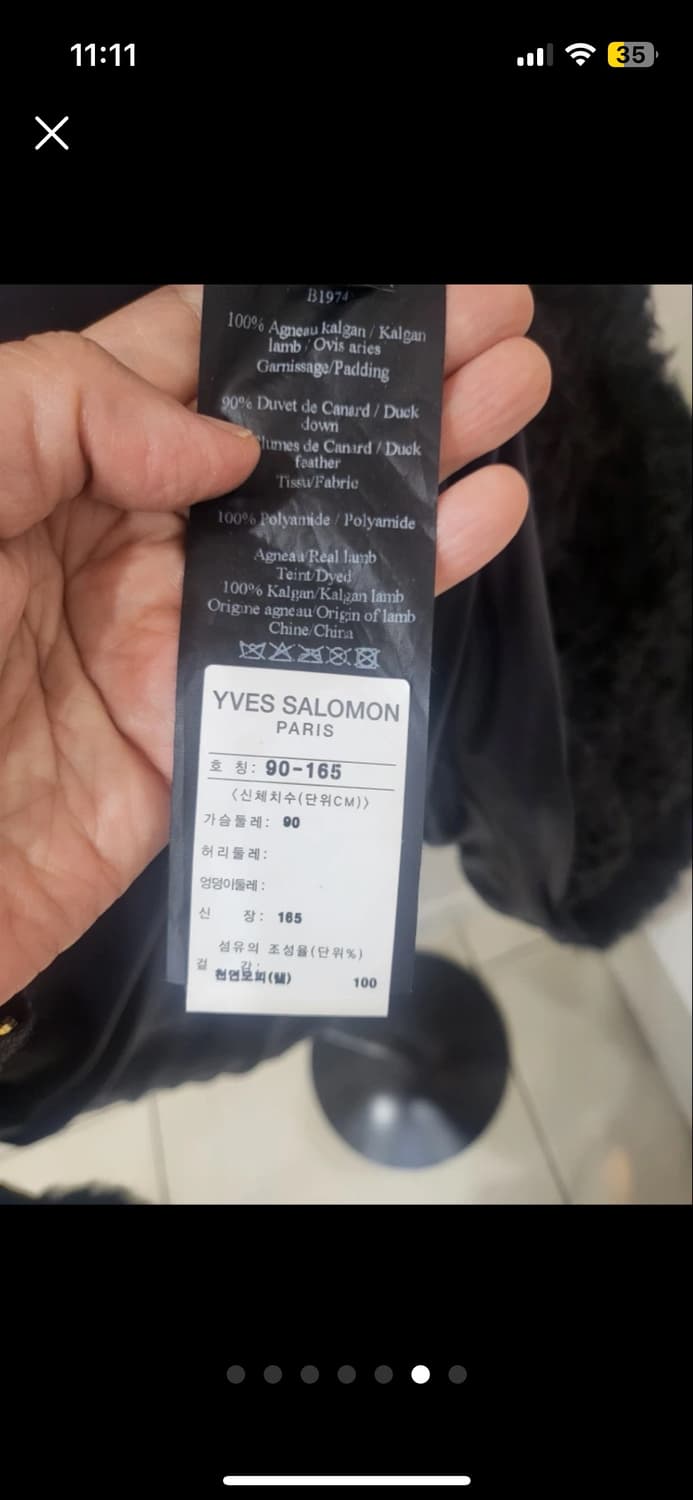 11:11
35
B1974
100% Agneau kalgan / Kalgan
lamb / Ovis aries
Garnissage/Padding
90% Duvet de Canard / Duck
down
lumes de Canard / Duck
feather
Tissu/Fabric
100% Polyamide / Polyamide
Agneau/Real lamb
Teint/Dyed
100% Kalgan/Kalgan lamb
Origine agneau/Origin of lamb
Chine/China
YVES SALOMON
PARIS
호 칭: 90-165
〈신체치수(단위CM)〉
가슴둘레: 90
허리둘레:
엉덩이둘레:
신 장: 165
섬유의 조성율(단위%)
겉 감:
천연모피(램) 100